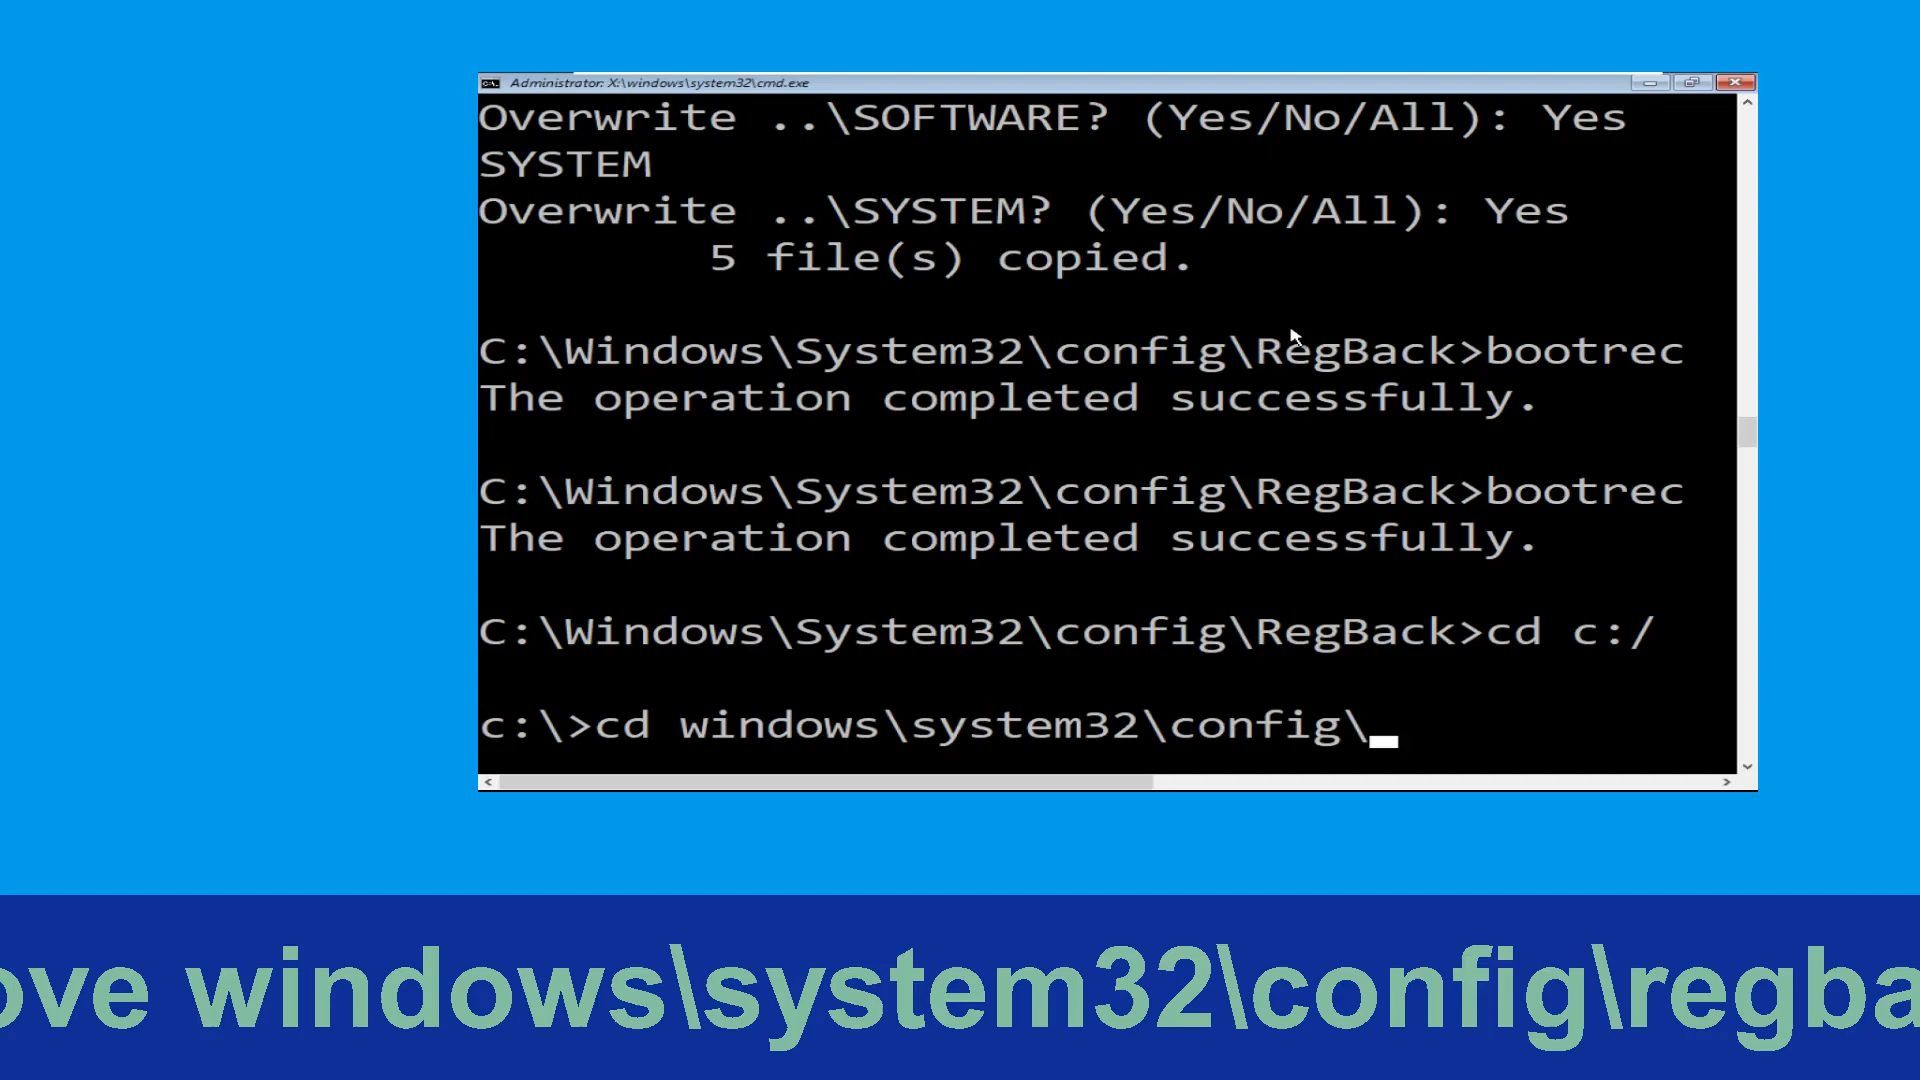 Administrator: X:\windows\system32\cmd.exe
Overwrite ..\SOFTWARE? (Yes/No/All): Yes
SYSTEM
Overwrite ..\SYSTEM? (Yes/No/All): Yes
5 file(s) copied.
C:\Windows\System32\config\RegBack>bootrec
The operation completed successfully.
C:\Windows\System32\config\RegBack>bootrec
The operation completed successfully.
C:\Windows\System32\config\RegBack>cd c:/
c:\>cd windows\system32\config\
ove windows\system32\config\regba